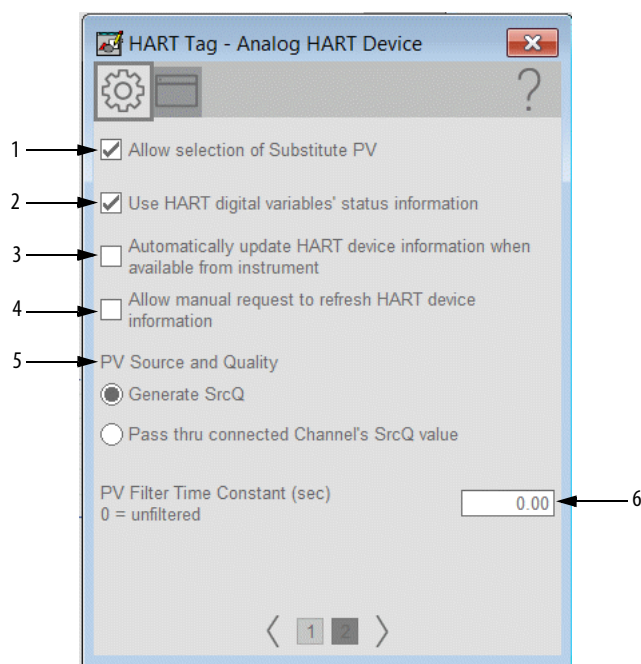 HART Tag - Analog HART Device
?
1
Allow selection of Substitute PV
2
Use HART digital variables' status information
3
Automatically update HART device information when
available from instrument
4
Allow manual request to refresh HART device
information
5
PV Source and Quality
Generate SrcQ
Pass thru connected Channel's SrcQ value
PV Filter Time Constant (sec)
0 = unfiltered
0.00
6
1 2